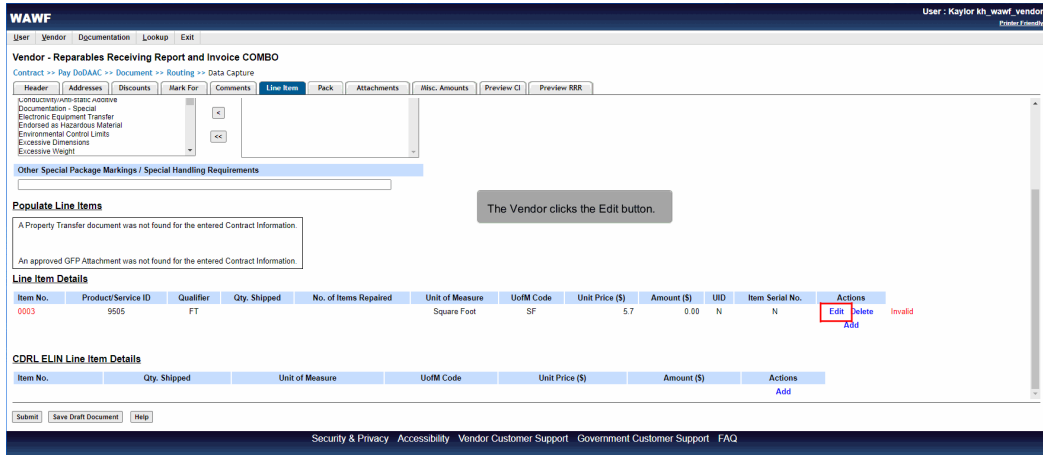 WAWF
User : Kaylor kh_wawf_vendor
Printer Friendly
User Vendor Documentation Lookup Exit
Vendor - Reparables Receiving Report and Invoice COMBO
Contract >> Pay DoDAAC >> Document >> Routing >> Data Capture
Header Addresses Discounts Mark For Comments Line Item Pack Attachments Misc. Amounts Preview CI Preview RRR
Conductivity/Anti-static Additive
Documentation - Special
Electronic Equipment Transfer
Endorsed as Hazardous Material
Environmental Control Limits
Excessive Dimensions
Excessive Weight
<
<<
Other Special Package Markings / Special Handling Requirements
The Vendor clicks the Edit button.
Populate Line Items
A Property Transfer document was not found for the entered Contract Information.
An approved GFP Attachment was not found for the entered Contract Information.
Line Item Details
Item No. Product/Service ID Qualifier Qty. Shipped No. of Items Repaired Unit of Measure UofM Code Unit Price ($) Amount ($) UID Item Serial No. Actions
0003 9505 FT Square Foot SF 5.7 0.00 N N Edit Delete Invalid
Add
CDRL ELIN Line Item Details
Item No. Qty. Shipped Unit of Measure UofM Code Unit Price ($) Amount ($) Actions
Add
Submit Save Draft Document Help
Security & Privacy Accessibility Vendor Customer Support Government Customer Support FAQ